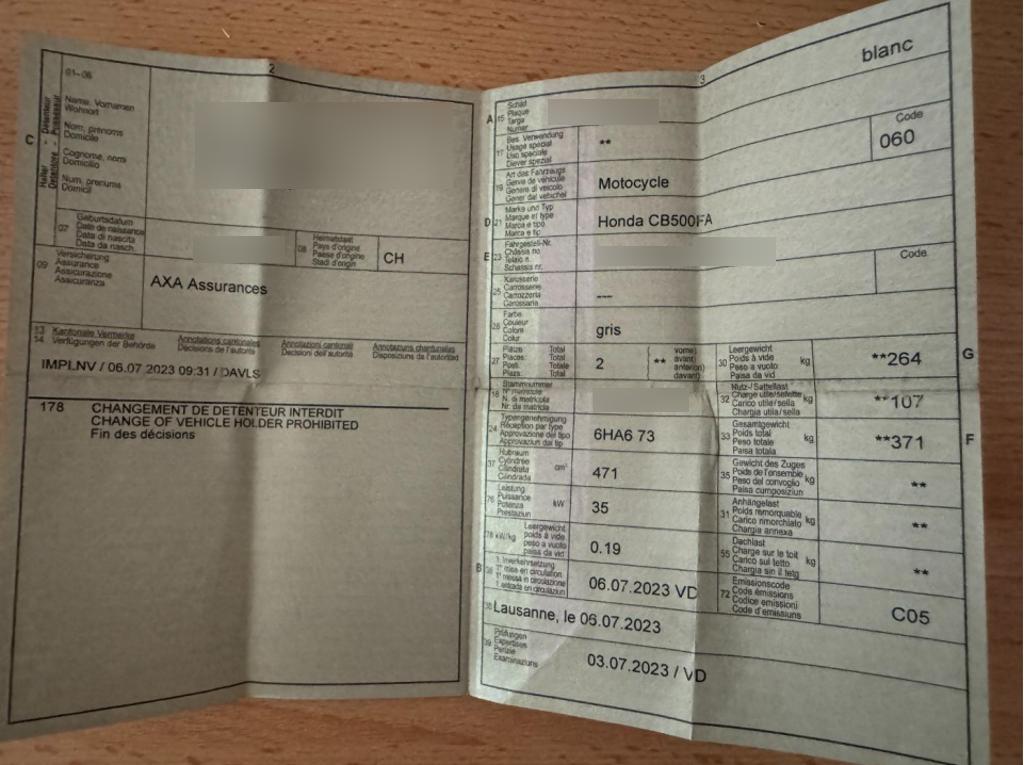 2
01-06
C
Halter - Détenteur
Detentore - Possessur
Name, Vornamen
Wohnort
Nom, prénoms
Domicile
Cognome, nomi
Domicilio
Num, prenums
Domicil
07
Geburtsdatum
Date de naissance
Data di nascita
Data da nasch.
08
Heimatstaat
Pays d'origine
Paese d'origine
Stadi d'origin
CH
09
Versicherung
Assurance
Assicurazione
Assicuranza
AXA Assurances
13
14
Kantonale Vermerke
Verfügungen der Behörde
Annotations cantonales
Décisions de l'autorité
Annotazioni cantonali
Decisioni dell'autorità
Annotaziuns chantunalas
Disposiziuns da l'autoritad
IMPLNV / 06.07 2023 09:31 / DAVLS
178 CHANGEMENT DE DETENTEUR INTERDIT
CHANGE OF VEHICLE HOLDER PROHIBITED
Fin des décisions
3
blanc
A 15
Schild
Plaque
Targa
Numer
17
Bes. Verwendung
Usage spécial
Uso speciale
Diever spezial
**
Code
060
19
Art des Fahrzeugs
Genre de véhicule
Genere di veicolo
Gener dal vehichel
Motocycle
D 21
Marke und Typ
Marque et type
Marca e tipo
Marca e tip
Honda CB500FA
E 23
Fahrgestell-Nr.
Châssis no
Telaio n.
Schassis nr.
25
Karosserie
Carrosserie
Carrozzeria
Carossaria
---
Code
26
Farbe
Couleur
Colore
Colur
gris
27
Plätze Total
Places: Total
Posti: Totale
Plazs: Total
2
**
vorne)
avant)
anteriori)
davant)
30
Leergewicht
Poids à vide
Peso a vuoto
Paisa da vid
kg
**264
G
18
Stammnummer
N° matricule
N. di matricola
Nr. da matricla
32
Nutz-/Sattellast
Charge utile/sellette
Carico utile/sella
Chargia utila/sella
kg
**107
24
Typengenehmigung
Réception par type
Approvazione del tipo
Approvaziun dal tip
6HA6 73
33
Gesamtgewicht
Poids total
Peso totale
Paisa totala
kg
**371
F
37
Hubraum
Cylindrée
Cilindrata
Cilindrada
cm³
471
35
Gewicht des Zuges
Poids de l'ensemble
Peso del convoglio
Paisa cumposiziun
kg
**
76
Leistung
Puissance
Potenza
Prestaziun
kW
35
31
Anhängelast
Poids remorquable
Carico rimorchiato
Chargia annexa
kg
**
78 kW/kg
Leergewicht
poids à vide
peso a vuoto
paisa da vid
0.19
55
Dachlast
Charge sur le toit
Carico sul tetto
Chargia sin il tetg
kg
**
B 36
1. Inverkehrsetzung
1re mise en circulation
1a messa in circolazione
1. entrada en circulaziun
06.07.2023 VD
72
Emissionscode
Code émissions
Codice emissioni
Code d'emissiuns
C05
38
Lausanne, le 06.07.2023
39
Prüfungen
Expertises
Perizie
Examinaziuns
03.07.2023 / VD